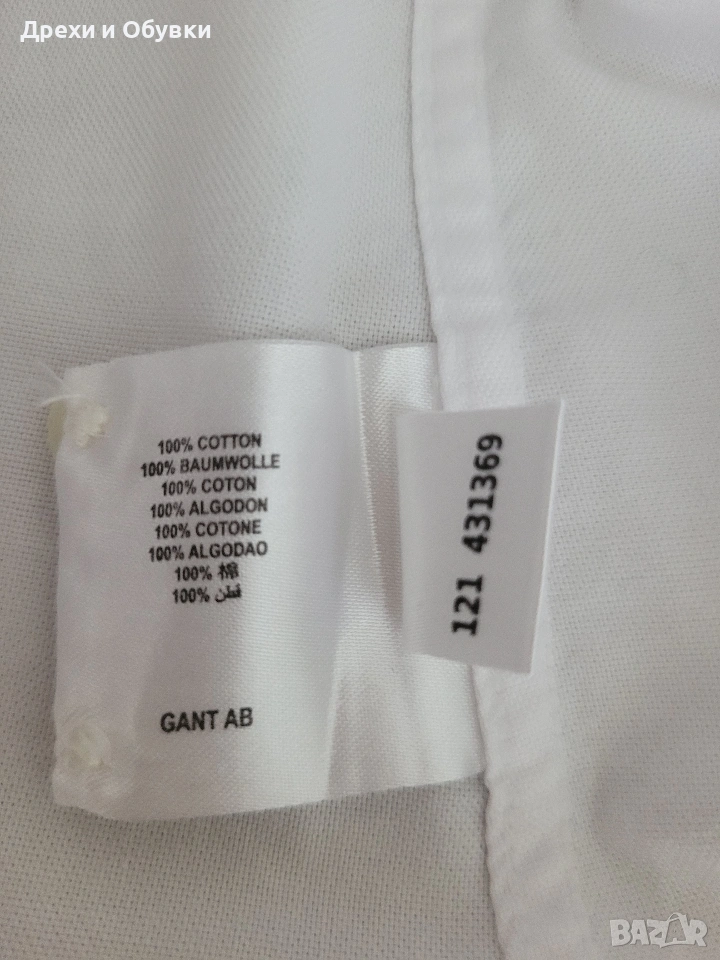 Дрехи и Обувки
100% COTTON
100% BAUMWOLLE
100% COTON
100% ALGODON
100% COTONE
100% ALGODAO
100% 棉
100% قطن
GANT AB
121 431369
BAZAR